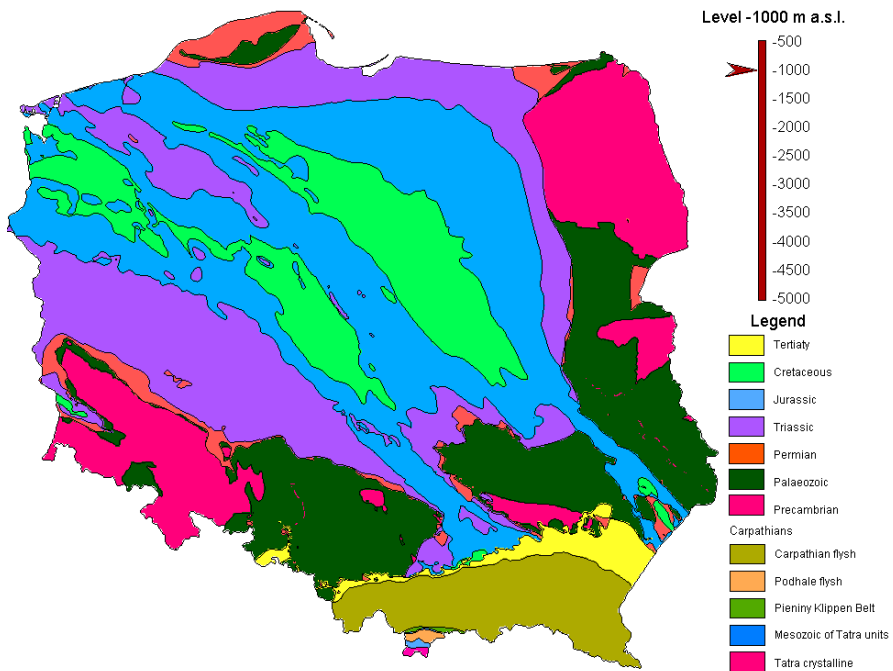 Level -1000 m a.s.l.
-500
-1000
-1500
-2000
-2500
-3000
-3500
-4000
-4500
-5000
Legend
Tertiaty
Cretaceous
Jurassic
Triassic
Permian
Palaeozoic
Precambrian
Carpathians
Carpathian flysh
Podhale flysh
Pieniny Klippen Belt
Mesozoic of Tatra units
Tatra crystalline